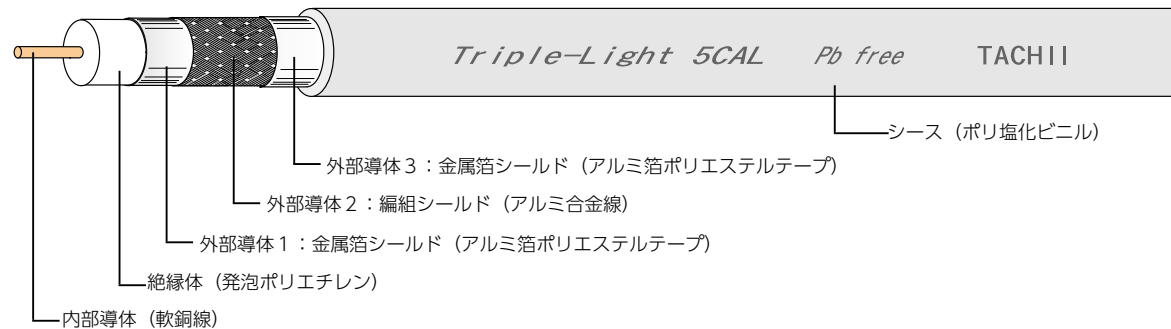 Triple-Light 5CAL Pb free TACHII
シース（ポリ塩化ビニル）
外部導体３：金属箔シールド（アルミ箔ポリエステルテープ）
外部導体２：編組シールド（アルミ合金線）
外部導体１：金属箔シールド（アルミ箔ポリエステルテープ）
絶縁体（発泡ポリエチレン）
内部導体（軟銅線）